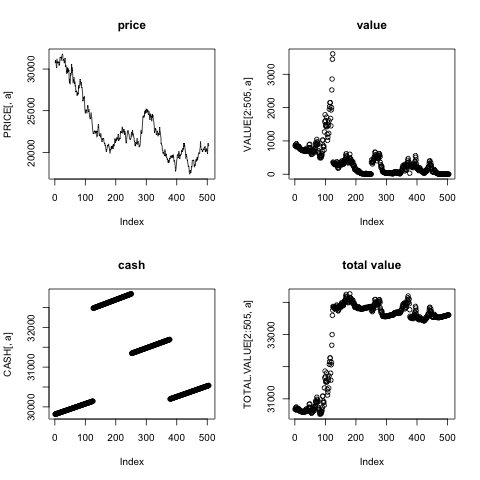 price
PRICE[, a]
20000 25000 30000
0 100 200 300 400 500
Index
value
VALUE[2:505, a]
0 1000 2000 3000
0 100 200 300 400 500
Index
cash
CASH[, a]
30000 31000 32000
0 100 200 300 400 500
Index
total value
TOTAL.VALUE[2:505, a]
31000 33000
0 100 200 300 400 500
Index